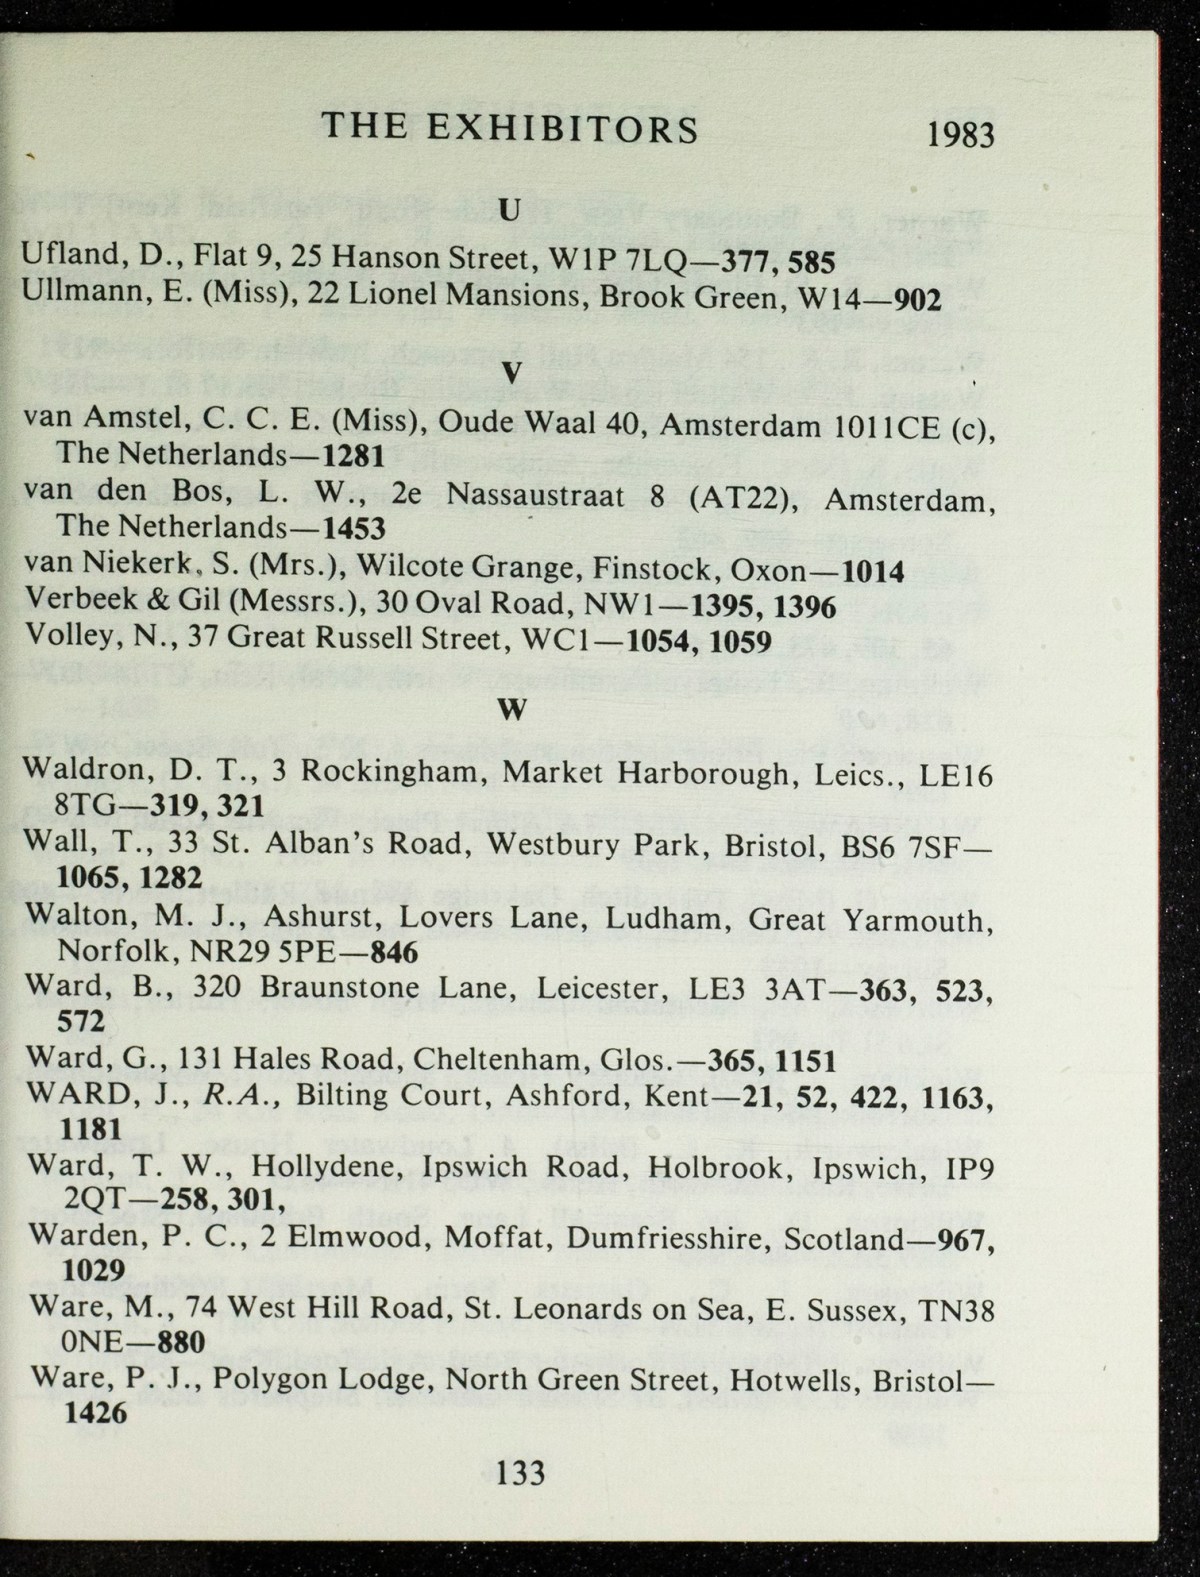 THE EXHIBITORS 1983
U
Ufland, D., Flat 9, 25 Hanson Street, W1P 7LQ—377, 585
Ullmann, E. (Miss), 22 Lionel Mansions, Brook Green, W14—902
V
van Amstel, C. C. E. (Miss), Oude Waal 40, Amsterdam 1011CE (c),
The Netherlands—1281
van den Bos, L. W., 2e Nassaustraat 8 (AT22), Amsterdam,
The Netherlands—1453
van Niekerk, S. (Mrs.), Wilcote Grange, Finstock, Oxon—1014
Verbeek & Gil (Messrs.), 30 Oval Road, NW1—1395, 1396
Volley, N., 37 Great Russell Street, WC1—1054, 1059
W
Waldron, D. T., 3 Rockingham, Market Harborough, Leics., LE16
8TG—319, 321
Wall, T., 33 St. Alban's Road, Westbury Park, Bristol, BS6 7SF—
1065, 1282
Walton, M. J., Ashurst, Lovers Lane, Ludham, Great Yarmouth,
Norfolk, NR29 5PE—846
Ward, B., 320 Braunstone Lane, Leicester, LE3 3AT—363, 523,
572
Ward, G., 131 Hales Road, Cheltenham, Glos.—365, 1151
WARD, J., R.A., Bilting Court, Ashford, Kent—21, 52, 422, 1163,
1181
Ward, T. W., Hollydene, Ipswich Road, Holbrook, Ipswich, IP9
2QT—258, 301,
Warden, P. C., 2 Elmwood, Moffat, Dumfriesshire, Scotland—967,
1029
Ware, M., 74 West Hill Road, St. Leonards on Sea, E. Sussex, TN38
0NE—880
Ware, P. J., Polygon Lodge, North Green Street, Hotwells, Bristol—
1426
133